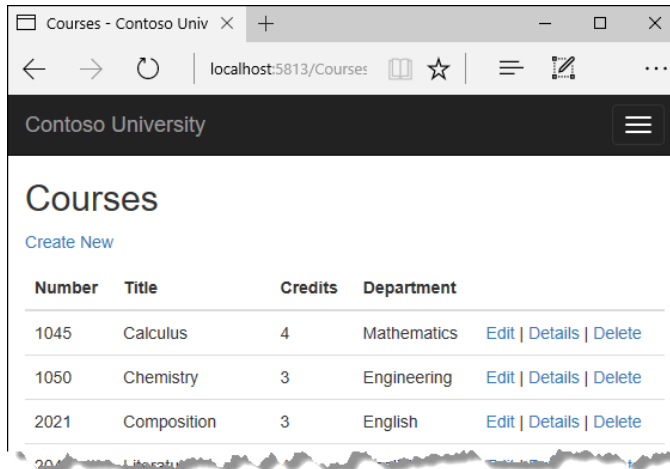 Courses - Contoso Univ
localhost:5813/Courses
Contoso University
Courses
Create New
Number Title Credits Department
1045 Calculus 4 Mathematics Edit | Details | Delete
1050 Chemistry 3 Engineering Edit | Details | Delete
2021 Composition 3 English Edit | Details | Delete